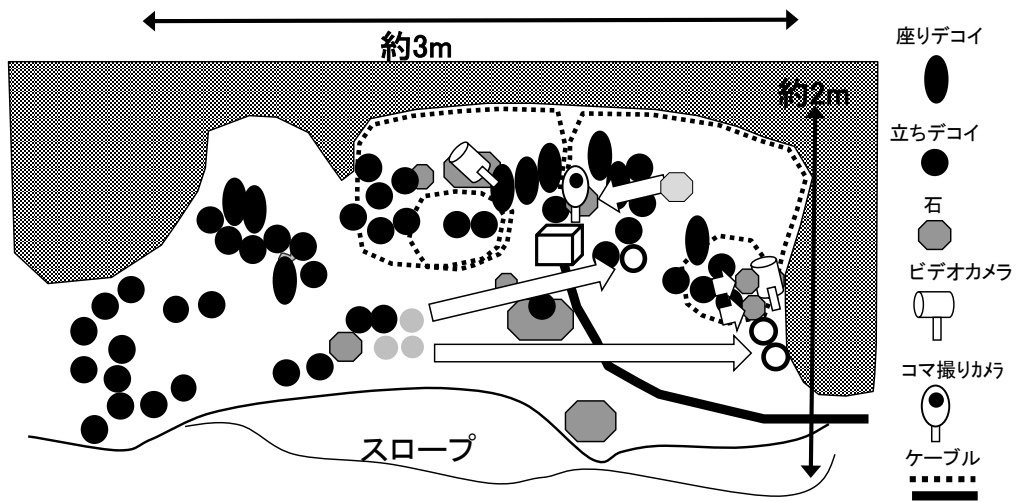 約3m
約2m
スロープ
座りデコイ
立ちデコイ
石
ビデオカメラ
コマ撮りカメラ
ケーブル